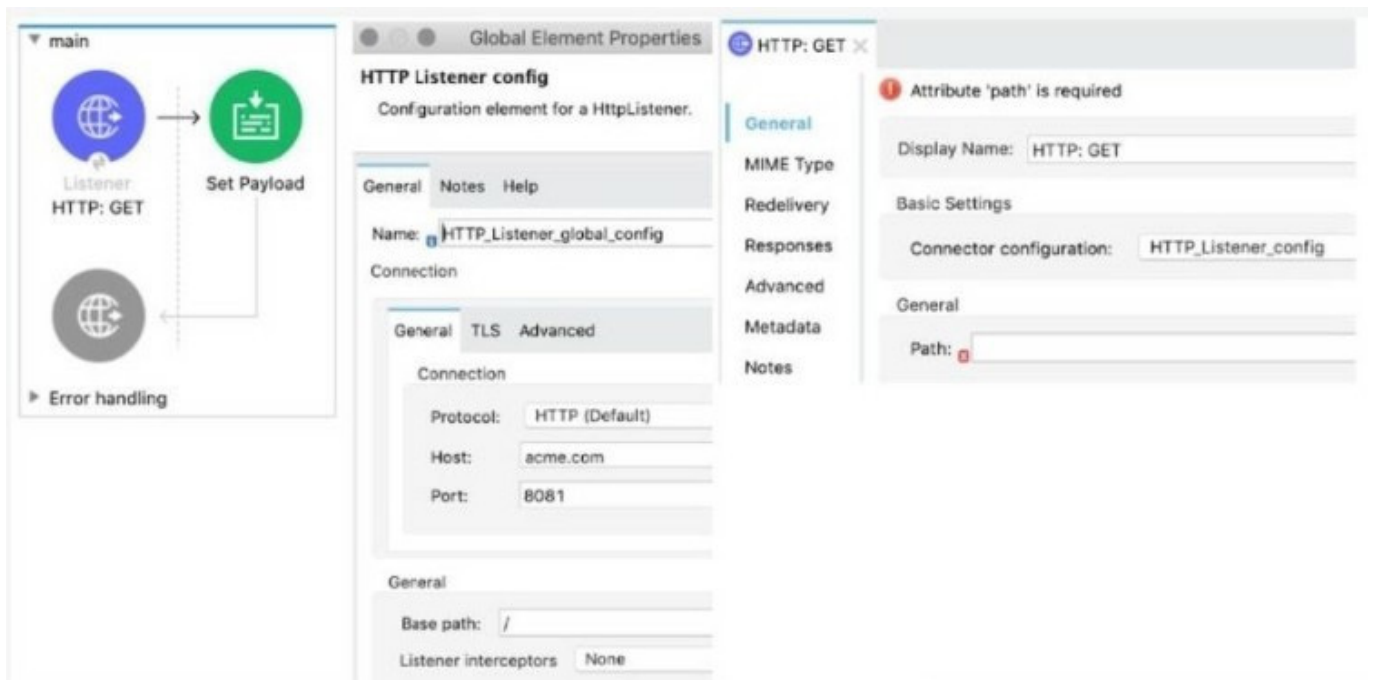 main
Listener
HTTP: GET
Set Payload
Error handling
Global Element Properties
HTTP Listener config
Configuration element for a HttpListener.
General Notes Help
Name: HTTP_Listener_global_config
Connection
General TLS Advanced
Connection
Protocol: HTTP (Default)
Host: acme.com
Port: 8081
General
Base path: /
Listener interceptors None
HTTP: GET
Attribute 'path' is required
General
MIME Type
Redelivery
Responses
Advanced
Metadata
Notes
Display Name: HTTP: GET
Basic Settings
Connector configuration: HTTP_Listener_config
General
Path: